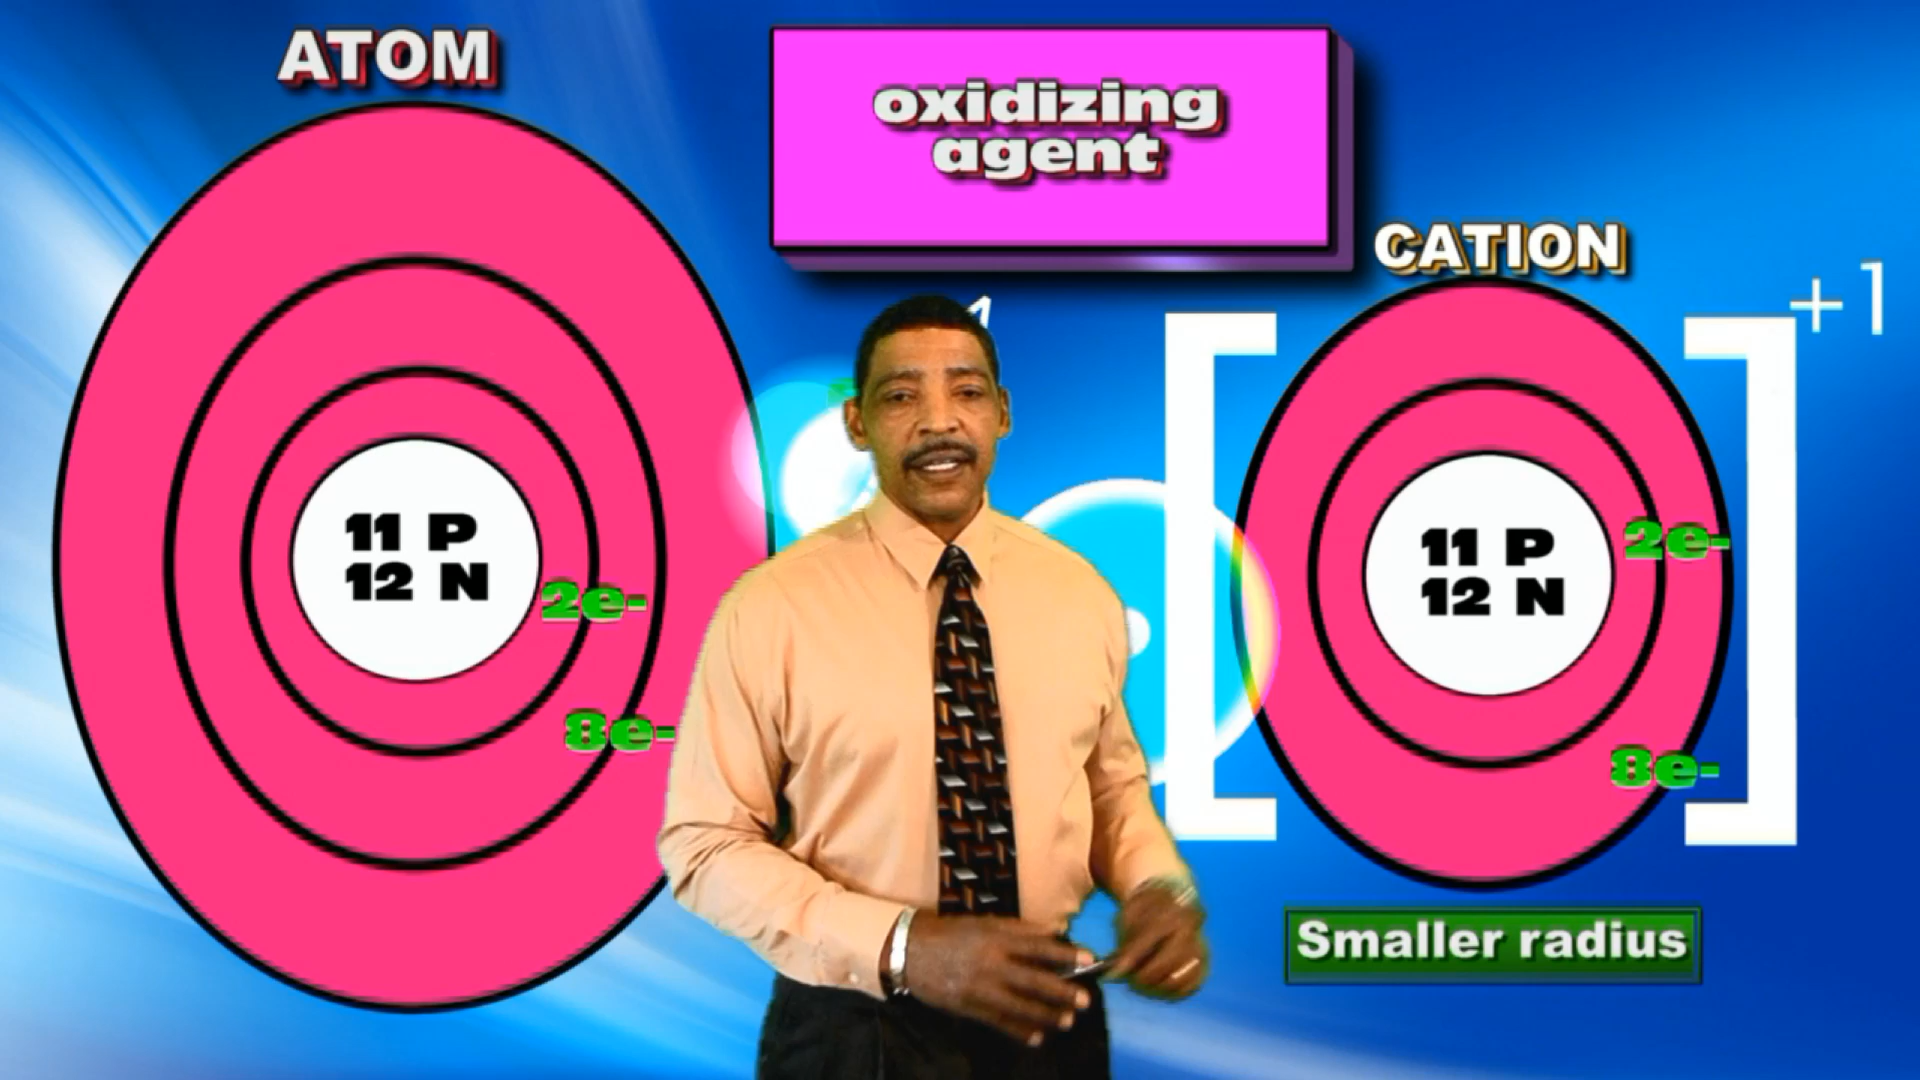 ATOM
oxidizing
agent
CATION
+1
11 P
12 N
2e-
8e-
11 P
12 N
2e-
8e-
Smaller radius